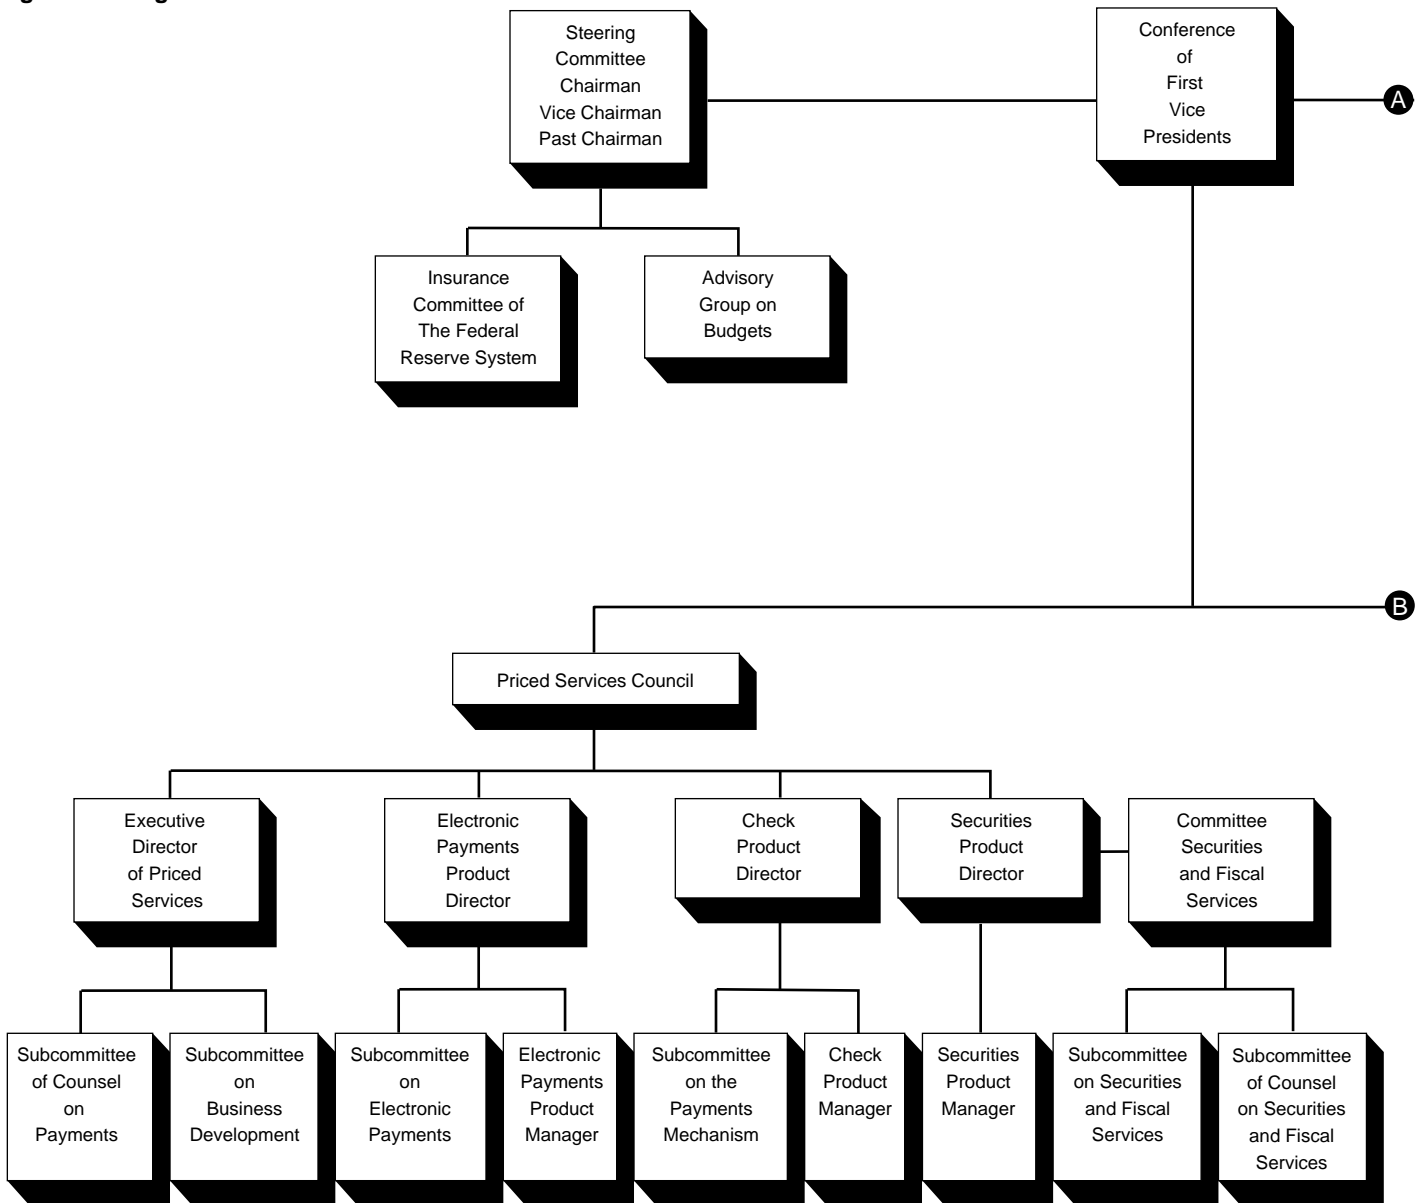 Steering
Committee
Chairman
Vice Chairman
Past Chairman
Conference
of
First
Vice
Presidents
A
Insurance
Committee of
The Federal
Reserve System
Advisory
Group on
Budgets
B
Priced Services Council
Executive
Director
of Priced
Services
Electronic
Payments
Product
Director
Check
Product
Director
Securities
Product
Director
Committee
Securities
and Fiscal
Services
Subcommittee
of Counsel
on
Payments
Subcommittee
on
Business
Development
Subcommittee
on
Electronic
Payments
Electronic
Payments
Product
Manager
Subcommittee
on the
Payments
Mechanism
Check
Product
Manager
Securities
Product
Manager
Subcommittee
on Securities
and Fiscal
Services
Subcommittee
of Counsel
on Securities
and Fiscal
Services